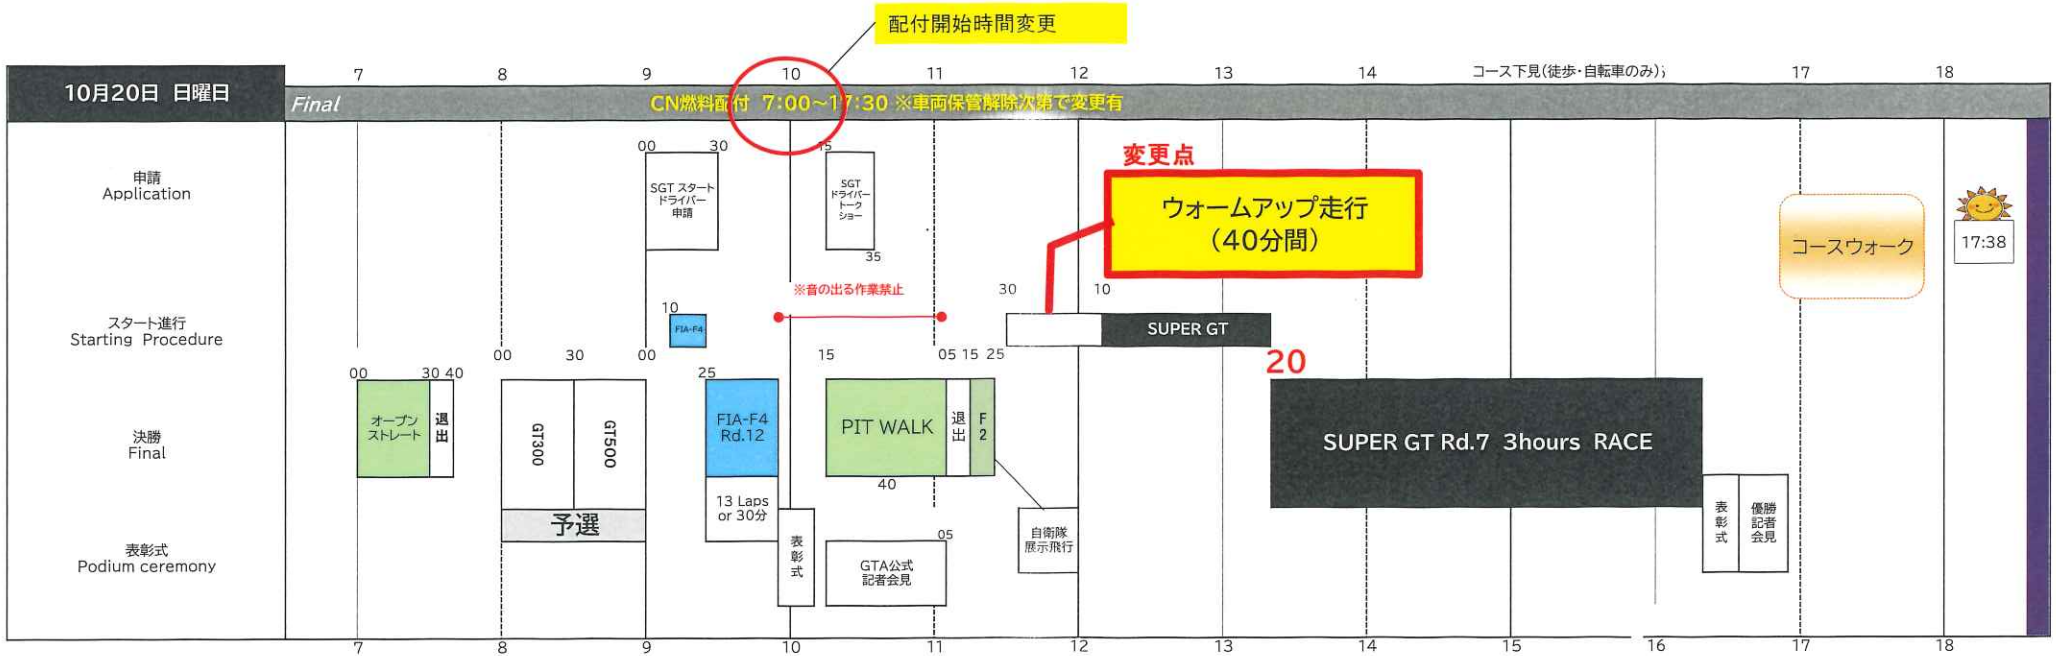 配付開始時間変更
7 8 9 10 11 12 13 14 コース下見(徒歩・自転車のみ) 17 18
10月20日 日曜日
Final
CN燃料配付 7:00～17:30 ※車両保管解除次第で変更有
申請
Application
00 30
SGT スタート
ドライバー
申請
15
SGT
ドライバー
トーク
ショー
35
変更点
ウォームアップ走行
(40分間)
コースウォーク
17:38
※音の出る作業禁止
スタート進行
Starting Procedure
10
FIA-F4
30 10
SUPER GT
20
00 30 00 15 05 15 25
決勝
Final
00 30 40
オープン
ストレート
退出
GT300
GT500
予選
25
FIA-F4
Rd.12
13 Laps
or 30分
PIT WALK
40
退出
F2
SUPER GT Rd.7 3hours RACE
表彰式
Podium ceremony
表彰式
05
GTA公式
記者会見
自衛隊
展示飛行
表彰式
優勝
記者
会見
7 8 9 10 11 12 13 14 15 16 17 18